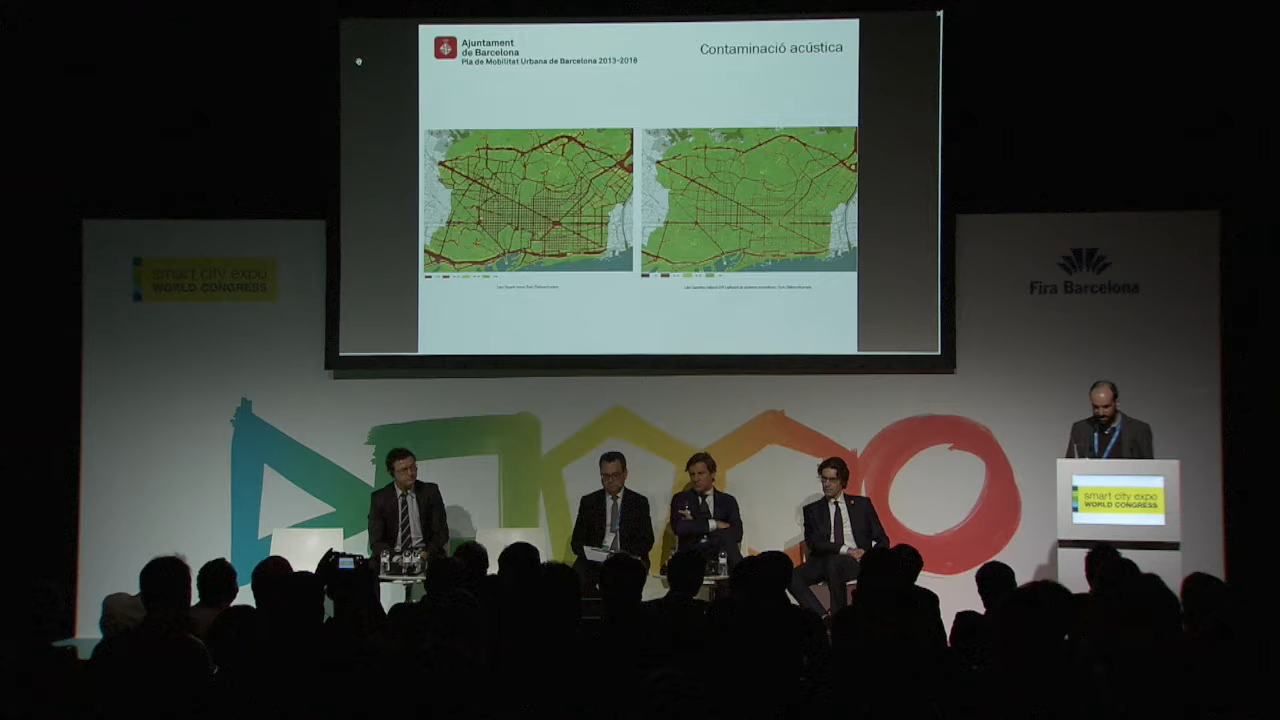 Ajuntament
de Barcelona
Pla de Mobilitat Urbana de Barcelona 2013-2018
Contaminació acústica
smart city expo
WORLD CONGRESS
Fira Barcelona
smart city expo
WORLD CONGRESS